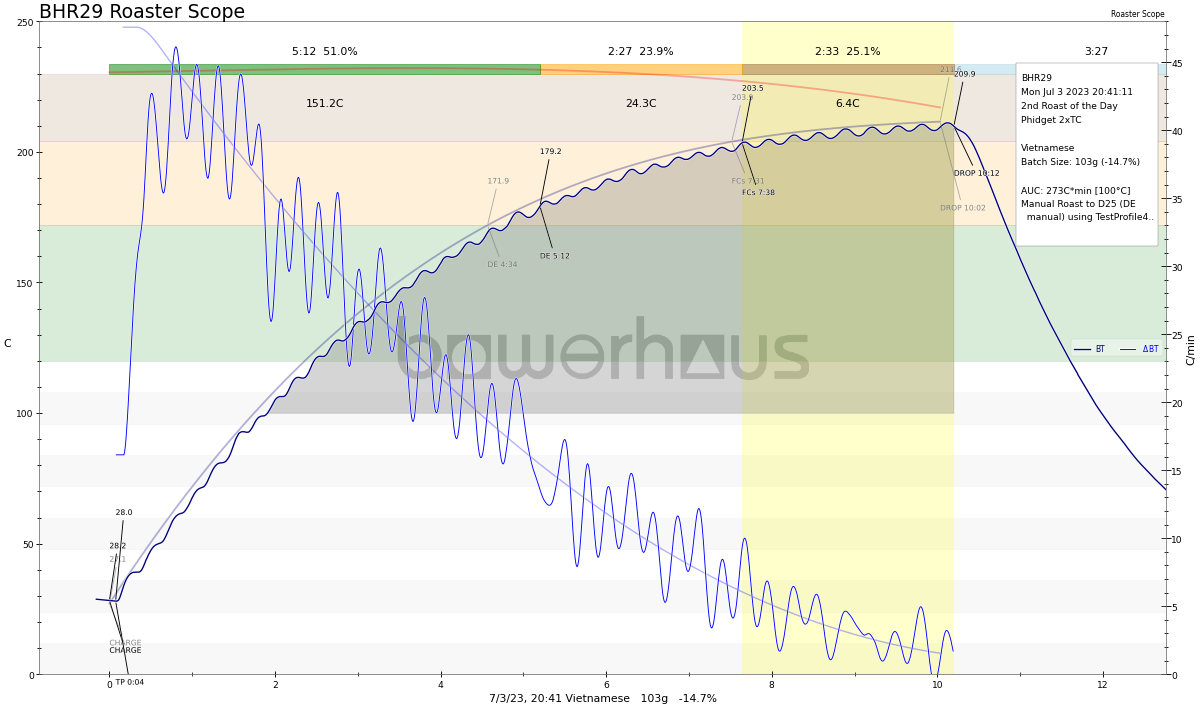 BHR29 Roaster Scope
Roaster Scope
250
200
150
100
50
0
C
5:12 51.0%
2:27 23.9%
2:33 25.1%
3:27
151.2C
24.3C
6.4C
211.6
209.9
203.5
203.9
179.2
171.9
FCs 7:31
FCs 7:38
DROP 10:12
DROP 10:02
DE 4:34
DE 5:12
28.0
28.2
CHARGE
CHARGE
TP 0:04
BHR29
Mon Jul 3 2023 20:41:11
2nd Roast of the Day
Phidget 2xTC
Vietnamese
Batch Size: 103g (-14.7%)
AUC: 273C*min [100°C]
Manual Roast to D25 (DE
manual) using TestProfile4..
bowerhaus
BT
ΔBT
45
40
35
30
25
20
15
10
5
0
C/min
0
2
4
6
8
10
12
7/3/23, 20:41 Vietnamese 103g -14.7%